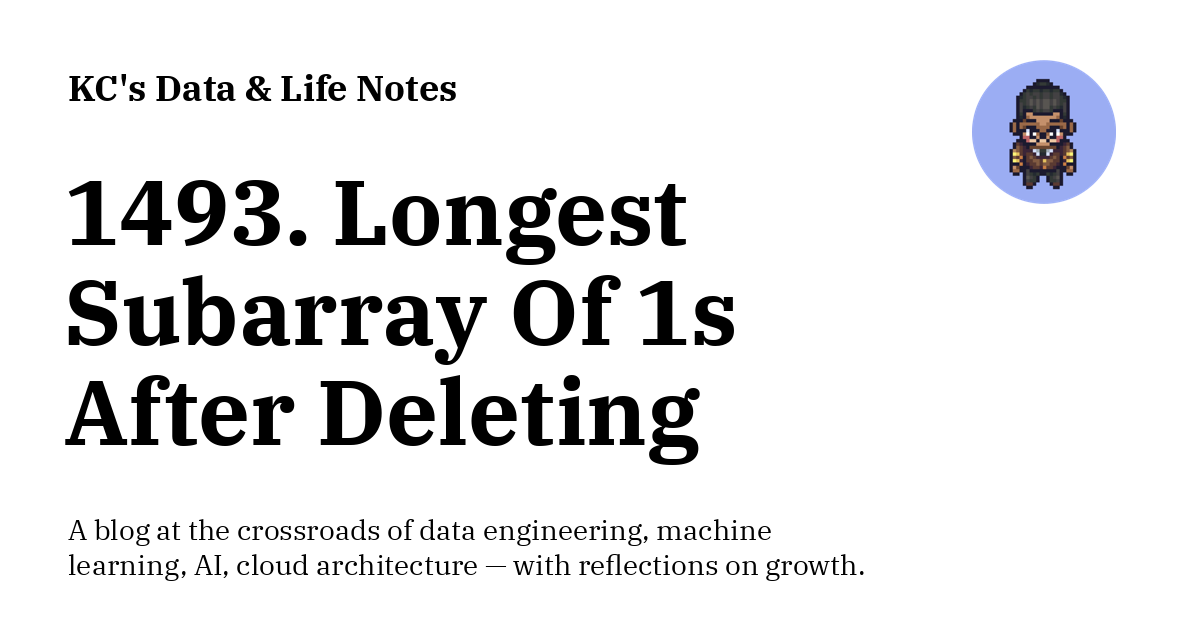 KC's Data & Life Notes
1493. Longest
Subarray Of 1s
After Deleting
A blog at the crossroads of data engineering, machine
learning, AI, cloud architecture — with reflections on growth.